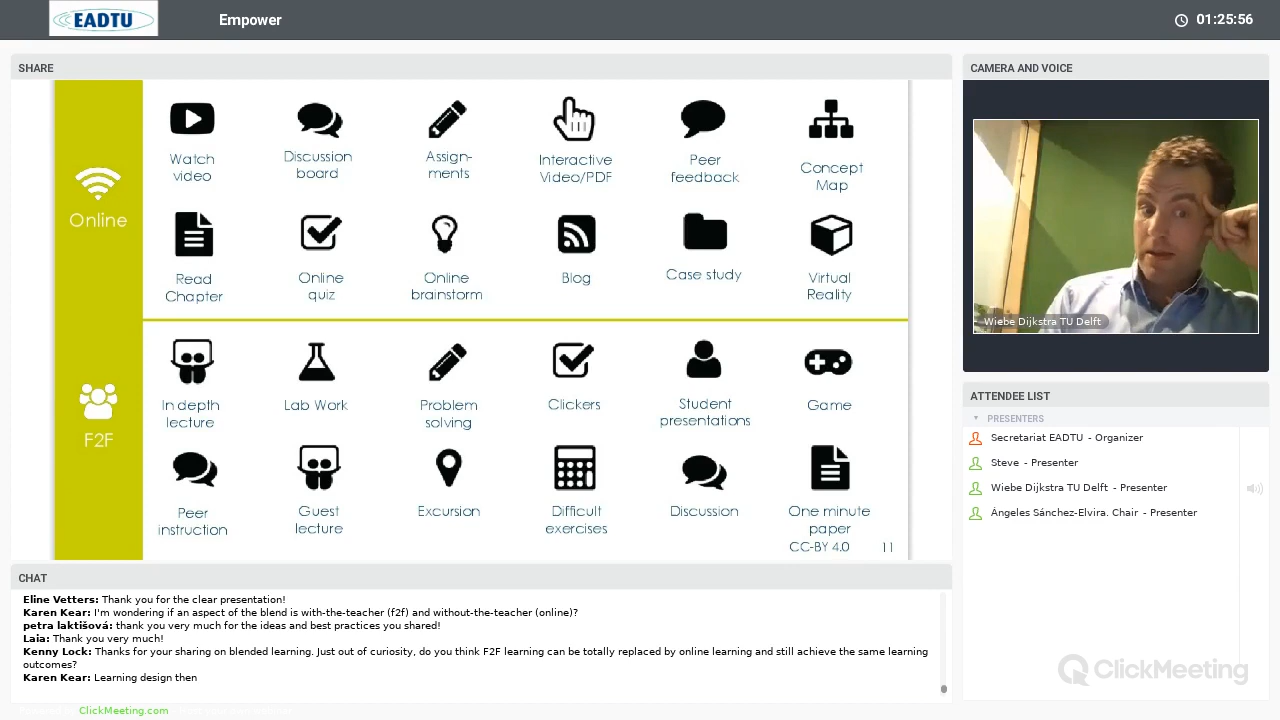 EADTU
Empower
01:25:56
SHARE
CAMERA AND VOICE
Online
Watch
video
Discussion
board
Assign-
ments
Interactive
Video/PDF
Peer
feedback
Concept
Map
Read
Chapter
Online
quiz
Online
brainstorm
Blog
Case study
Virtual
Reality
Wiebe Dijkstra TU Delft
F2F
In depth
lecture
Lab Work
Problem
solving
Clickers
Student
presentations
Game
Peer
instruction
Guest
lecture
Excursion
Difficult
exercises
Discussion
One minute
paper
CC-BY 4.0 11
ATTENDEE LIST
PRESENTERS
Secretariat EADTU - Organizer
Steve - Presenter
Wiebe Dijkstra TU Delft - Presenter
Ángeles Sánchez-Elvira. Chair - Presenter
CHAT
Eline Vetters: Thank you for the clear presentation!
Karen Kear: I'm wondering if an aspect of the blend is with-the-teacher (f2f) and without-the-teacher (online)?
petra laktišová: thank you very much for the ideas and best practices you shared!
Laia: Thank you very much!
Kenny Lock: Thanks for your sharing on blended learning. Just out of curiosity, do you think F2F learning can be totally replaced by online learning and still achieve the same learning
outcomes?
Karen Kear: Learning design then
ClickMeeting
ClickMeeting.com